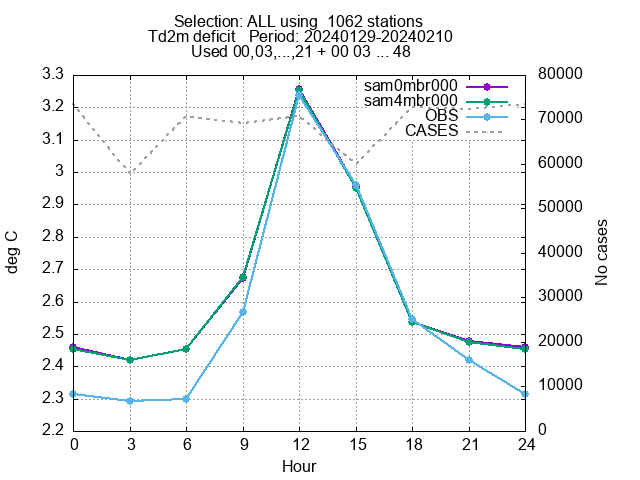 Selection: ALL using  1062 stations
Td2m deficit   Period: 20240129-20240210
Used 00,03,...,21 + 00 03 ... 48
sam0mbr000
sam4mbr000
OBS
CASES
3.3
3.2
3.1
3
2.9
2.8
2.7
2.6
2.5
2.4
2.3
2.2
deg C
80000
70000
60000
50000
40000
30000
20000
10000
0
No cases
0 3 6 9 12 15 18 21 24
Hour